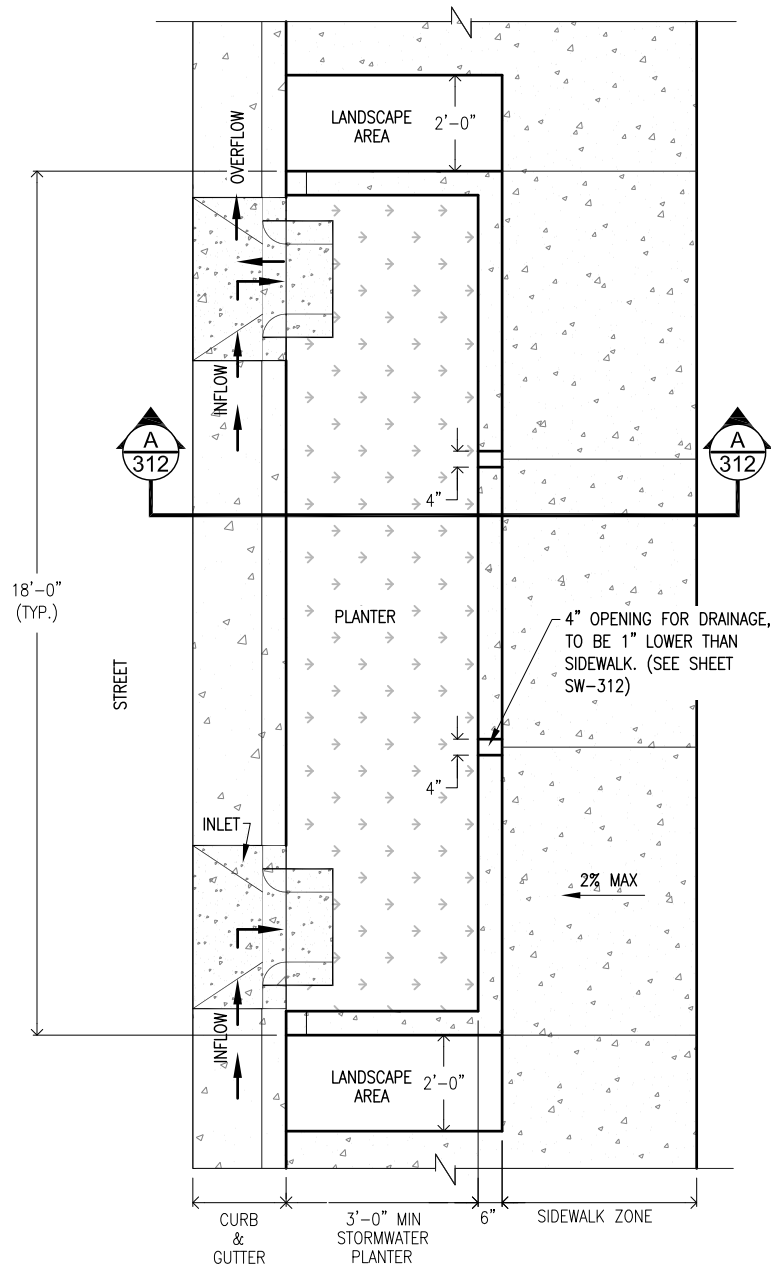 LANDSCAPE
AREA
2'-0"
OVERFLOW
INFLOW
A
312
A
312
4"
18'-0"
(TYP.)
STREET
PLANTER
4" OPENING FOR DRAINAGE,
TO BE 1" LOWER THAN
SIDEWALK. (SEE SHEET
SW-312)
4"
INLET
2% MAX
INFLOW
LANDSCAPE
AREA
2'-0"
CURB
&
GUTTER
3'-0" MIN
STORMWATER
PLANTER
6"
SIDEWALK ZONE